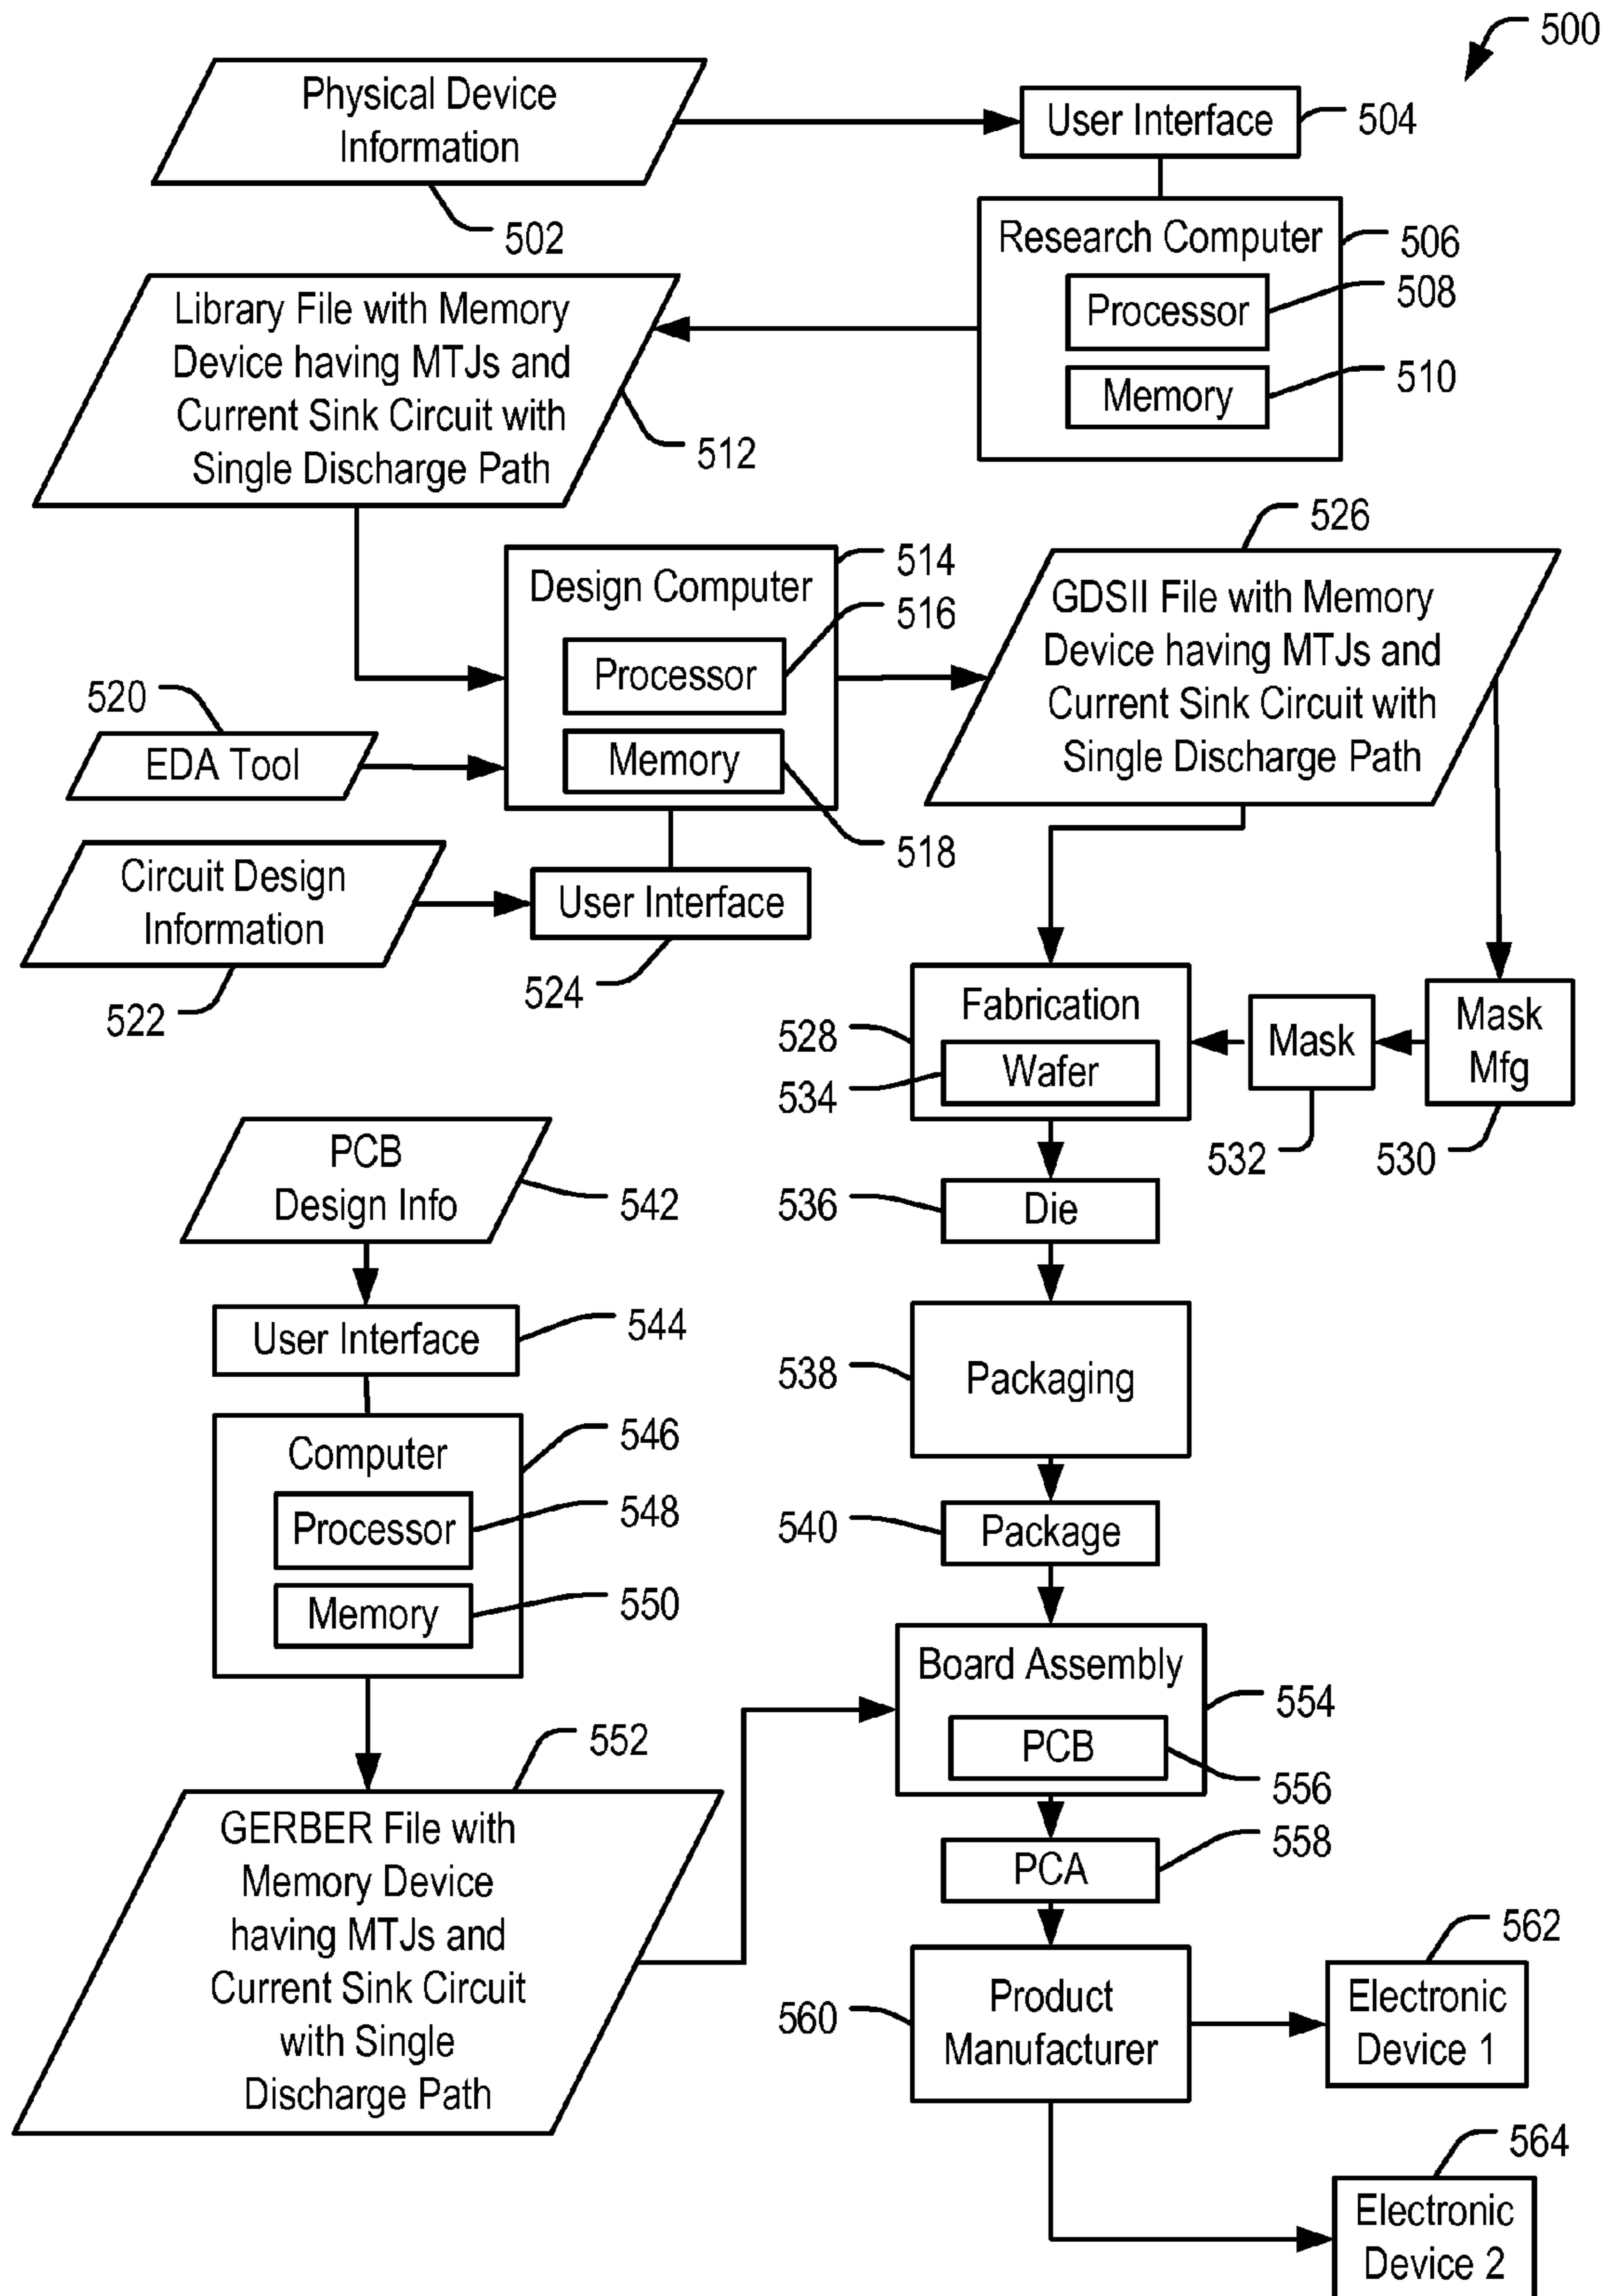 500
Physical Device
Information
502
User Interface
504
Research Computer
506
Processor
508
Memory
510
Library File with Memory
Device having MTJs and
Current Sink Circuit with
Single Discharge Path
512
Design Computer
514
Processor
516
Memory
518
520
EDA Tool
Circuit Design
Information
522
User Interface
524
526
GDSII File with Memory
Device having MTJs and
Current Sink Circuit with
Single Discharge Path
Fabrication
528
Wafer
534
Mask
532
Mask
Mfg
530
536
Die
538
Packaging
540
Package
PCB
Design Info
542
User Interface
544
Computer
546
Processor
548
Memory
550
552
GERBER File with
Memory Device
having MTJs and
Current Sink Circuit
with Single
Discharge Path
Board Assembly
554
PCB
556
PCA
558
560
Product
Manufacturer
562
Electronic
Device 1
564
Electronic
Device 2